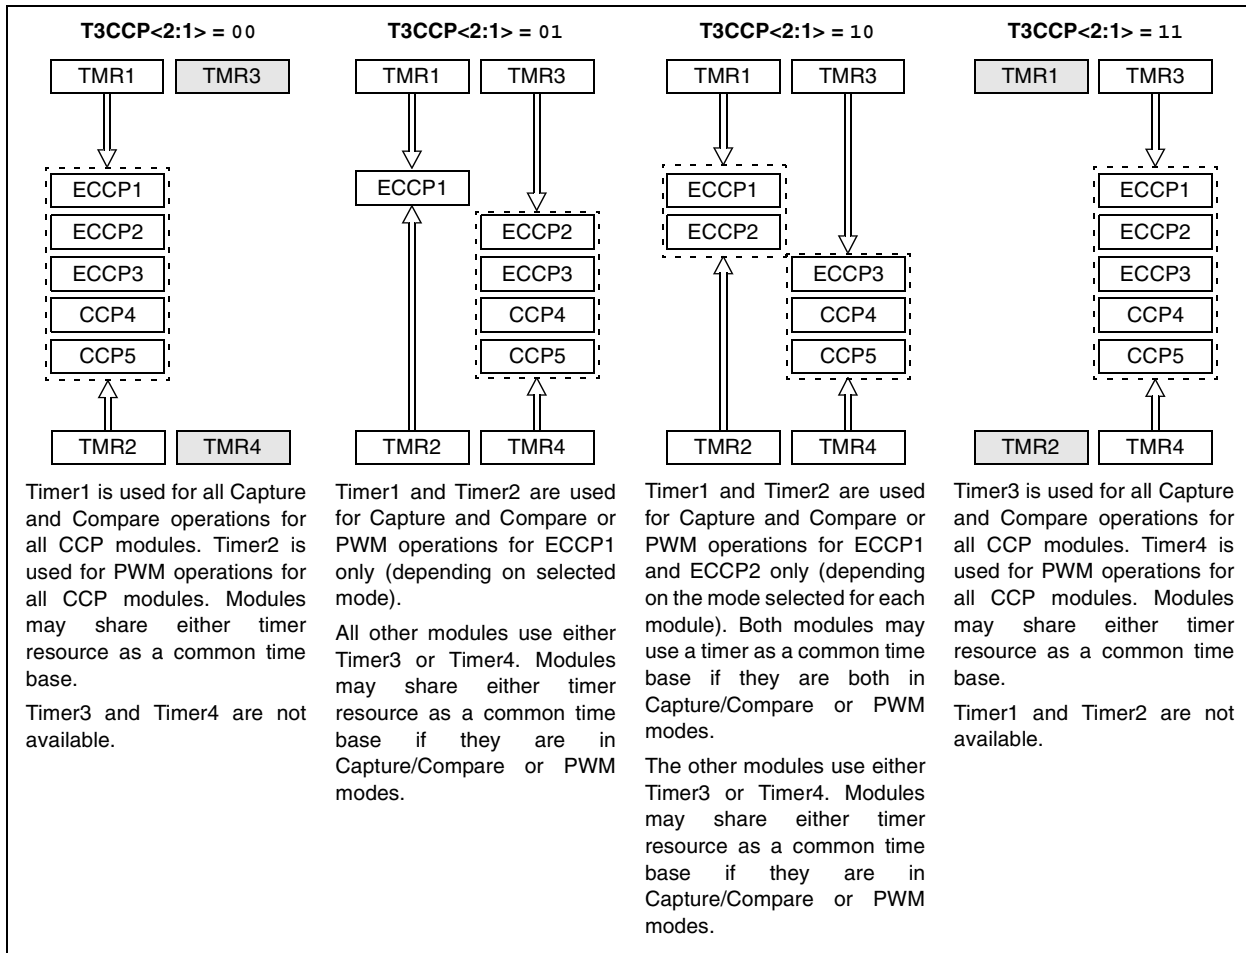 T3CCP<2:1> = 00
TMR1 TMR3
ECCP1
ECCP2
ECCP3
CCP4
CCP5
TMR2 TMR4
Timer1 is used for all Capture
and Compare operations for
all CCP modules. Timer2 is
used for PWM operations for
all CCP modules. Modules
may share either timer
resource as a common time
base.
Timer3 and Timer4 are not
available.
T3CCP<2:1> = 01
TMR1 TMR3
ECCP1
ECCP2
ECCP3
CCP4
CCP5
TMR2 TMR4
Timer1 and Timer2 are used
for Capture and Compare or
PWM operations for ECCP1
only (depending on selected
mode).
All other modules use either
Timer3 or Timer4. Modules
may share either timer
resource as a common time
base if they are in
Capture/Compare or PWM
modes.
T3CCP<2:1> = 10
TMR1 TMR3
ECCP1
ECCP2
ECCP3
CCP4
CCP5
TMR2 TMR4
Timer1 and Timer2 are used
for Capture and Compare or
PWM operations for ECCP1
and ECCP2 only (depending
on the mode selected for each
module). Both modules may
use a timer as a common time
base if they are both in
Capture/Compare or PWM
modes.
The other modules use either
Timer3 or Timer4. Modules
may share either timer
resource as a common time
base if they are in
Capture/Compare or PWM
modes.
T3CCP<2:1> = 11
TMR1 TMR3
ECCP1
ECCP2
ECCP3
CCP4
CCP5
TMR2 TMR4
Timer3 is used for all Capture
and Compare operations for
all CCP modules. Timer4 is
used for PWM operations for
all CCP modules. Modules
may share either timer
resource as a common time
base.
Timer1 and Timer2 are not
available.